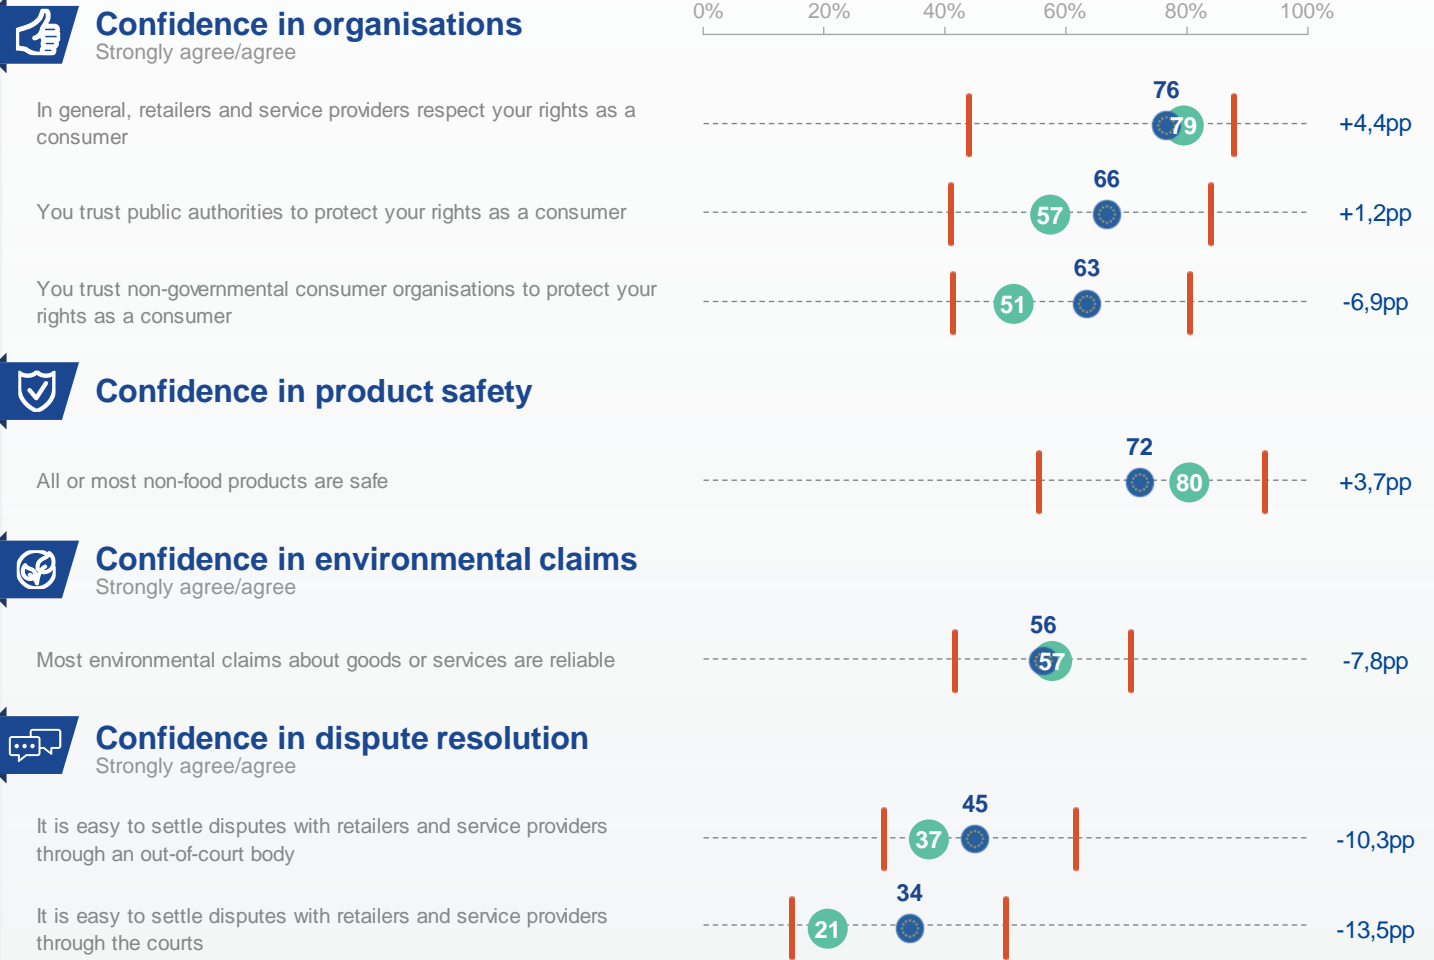 Confidence in organisations
Strongly agree/agree
0% 20% 40% 60% 80% 100%
In general, retailers and service providers respect your rights as a
consumer
76
79
+4,4pp
You trust public authorities to protect your rights as a consumer
66
57
+1,2pp
You trust non-governmental consumer organisations to protect your
rights as a consumer
63
51
-6,9pp
Confidence in product safety
All or most non-food products are safe
72
80
+3,7pp
Confidence in environmental claims
Strongly agree/agree
Most environmental claims about goods or services are reliable
56
57
-7,8pp
Confidence in dispute resolution
Strongly agree/agree
It is easy to settle disputes with retailers and service providers
through an out-of-court body
45
37
-10,3pp
It is easy to settle disputes with retailers and service providers
through the courts
34
21
-13,5pp